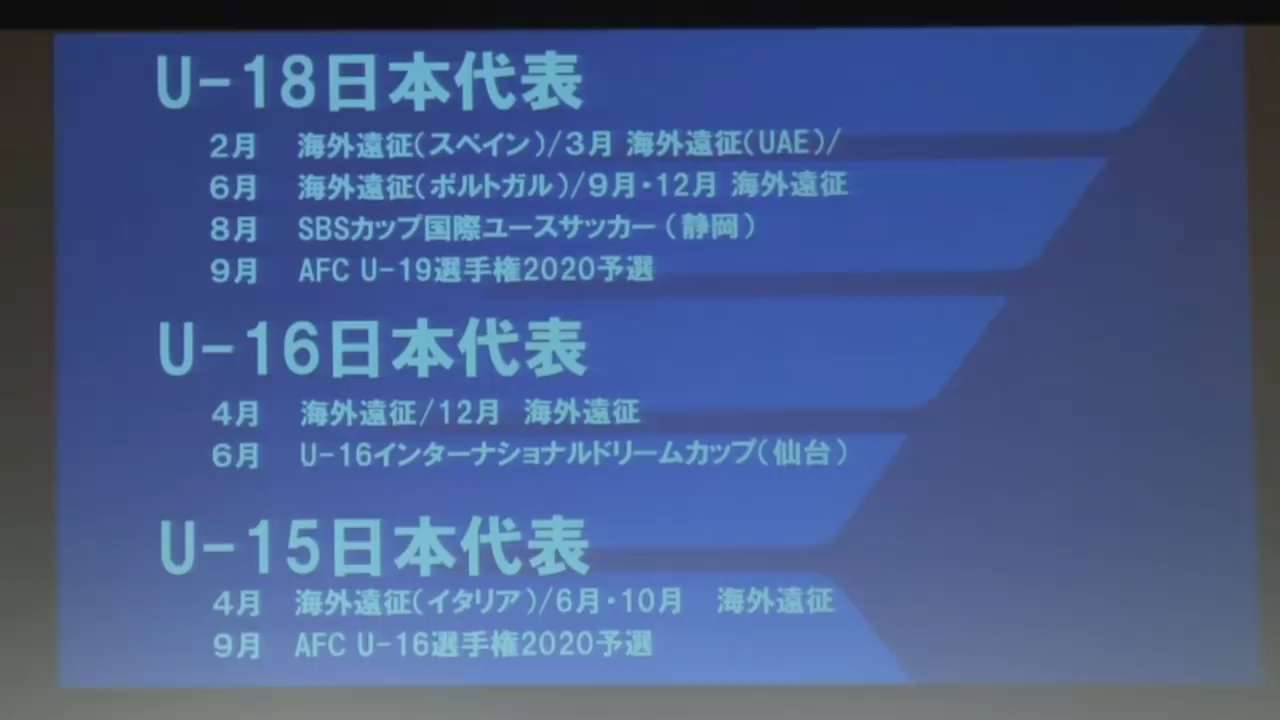 U-18日本代表
2月 海外遠征(スペイン)/3月 海外遠征(UAE)/
6月 海外遠征(ポルトガル)/9月・12月 海外遠征
8月 SBSカップ国際ユースサッカー(静岡)
9月 AFC U-19選手権2020予選
U-16日本代表
4月 海外遠征/12月 海外遠征
6月 U-16インターナショナルドリームカップ(仙台)
U-15日本代表
4月 海外遠征(イタリア)/6月・10月 海外遠征
9月 AFC U-16選手権2020予選